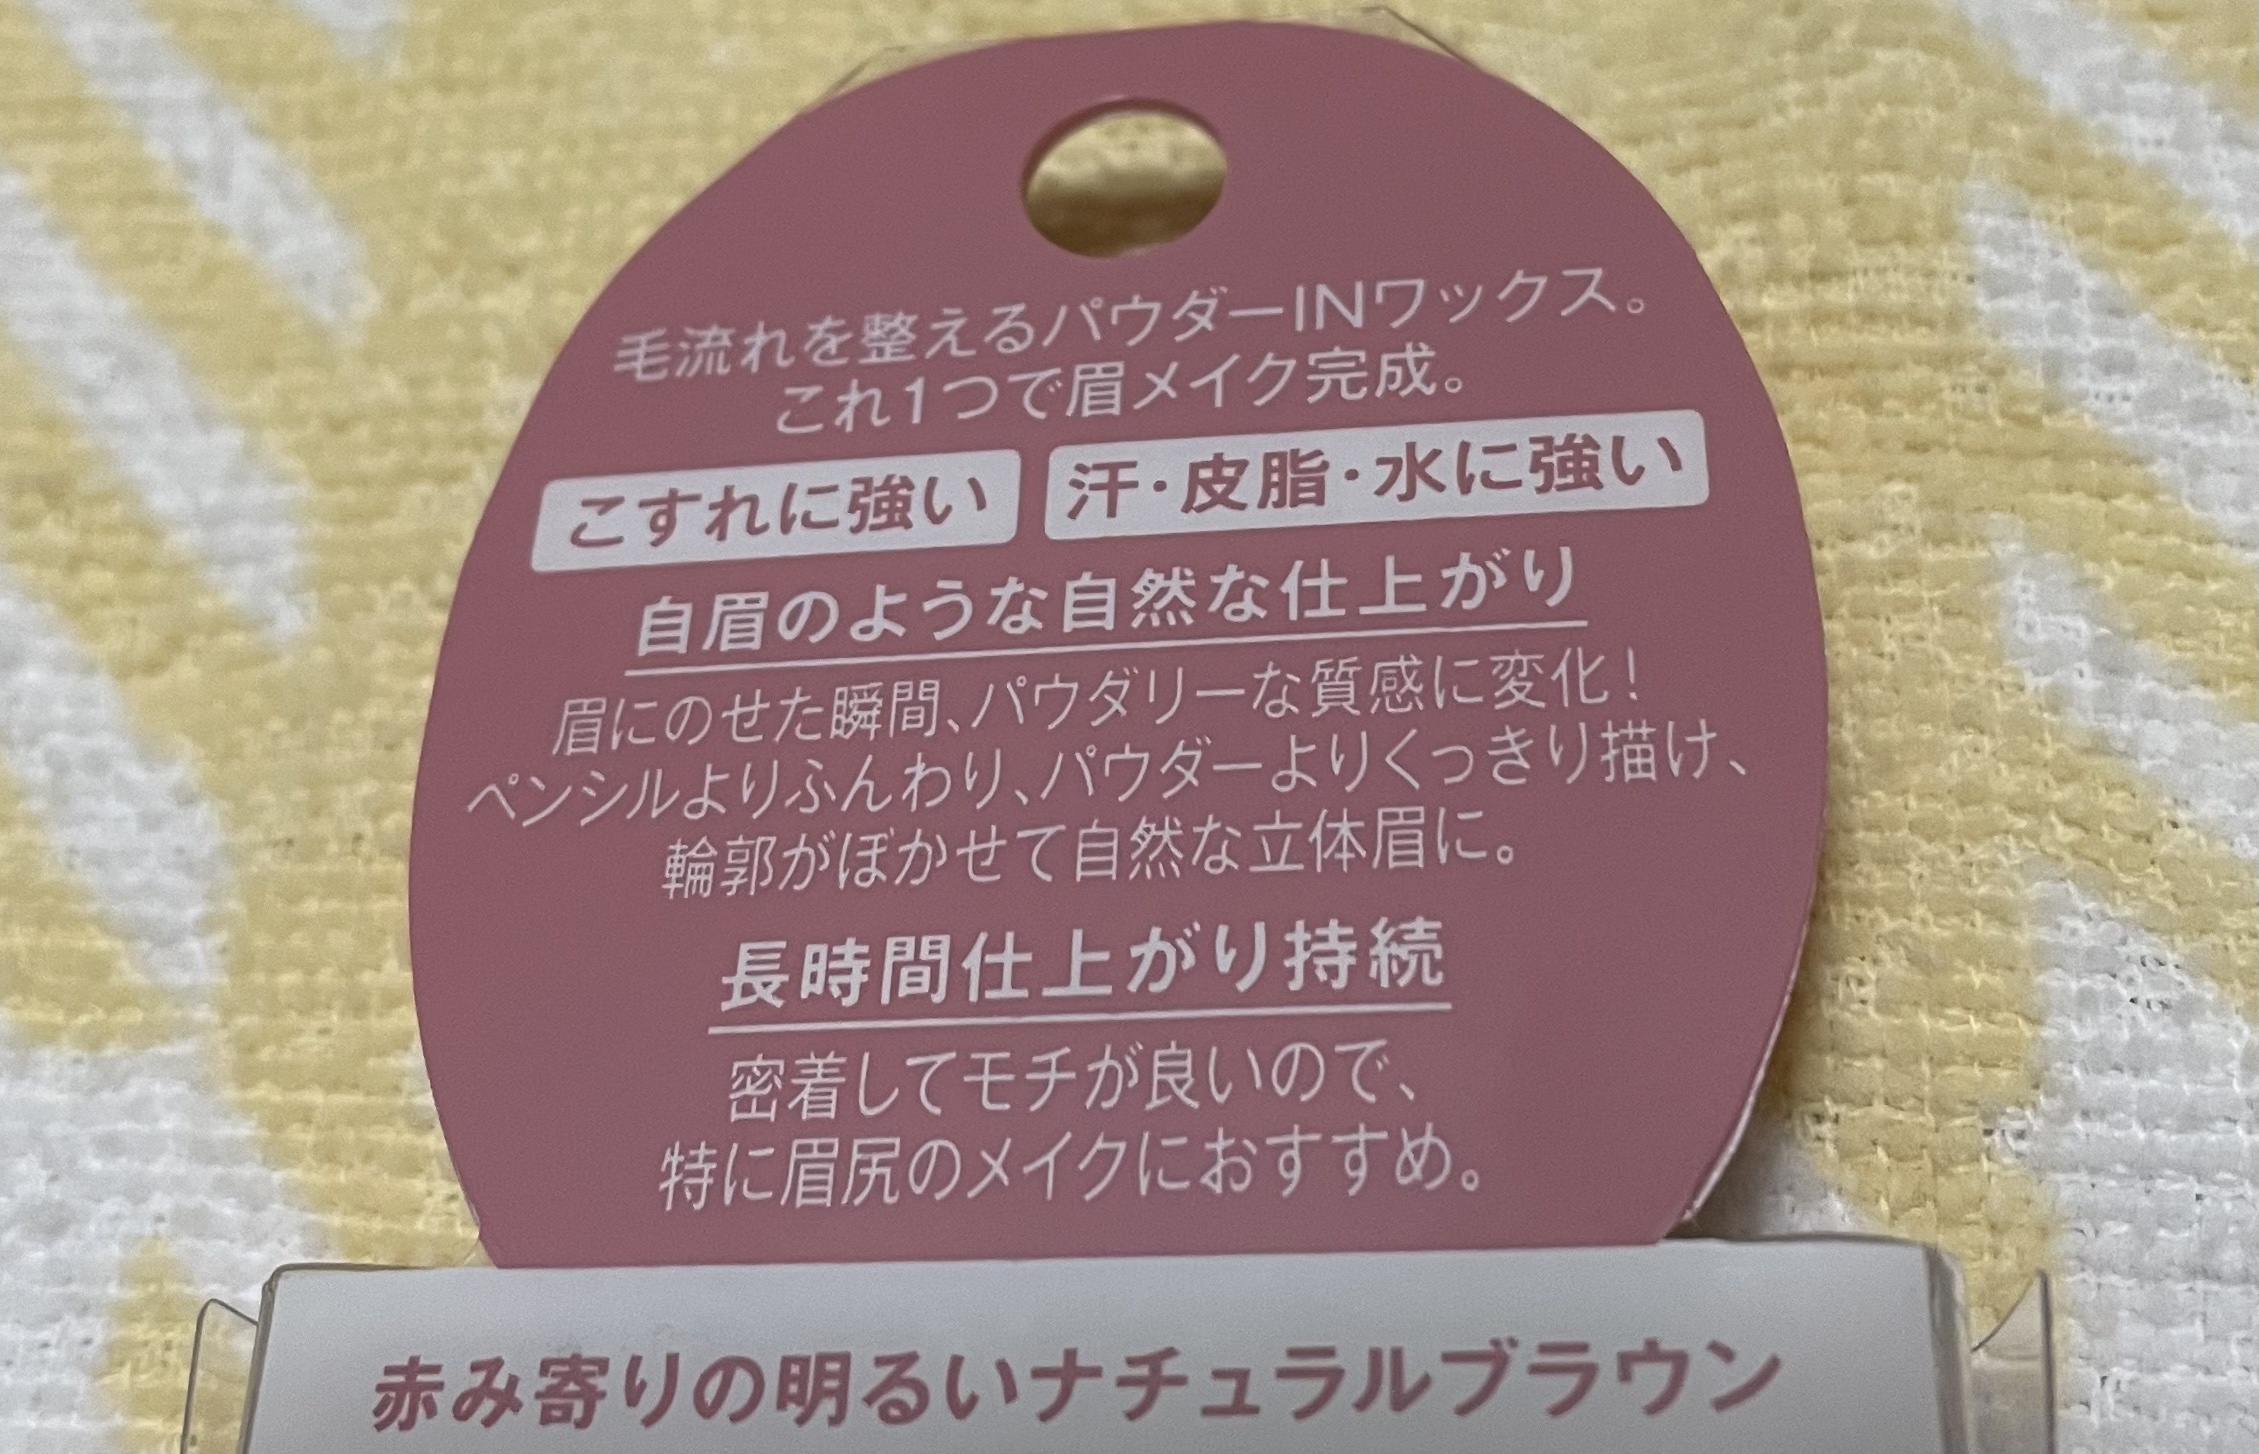 毛流れを整えるパウダーINワックス。
これ1つで眉メイク完成。
こすれに強い 汗・皮脂・水に強い
自眉のような自然な仕上がり
眉にのせた瞬間、パウダリーな質感に変化!
ペンシルよりふんわり、パウダーよりくっきり描け、
輪郭がぼかせて自然な立体眉に。
長時間仕上がり持続
密着してモチが良いので、
特に眉尻のメイクにおすすめ。
赤み寄りの明るいナチュラルブラウン